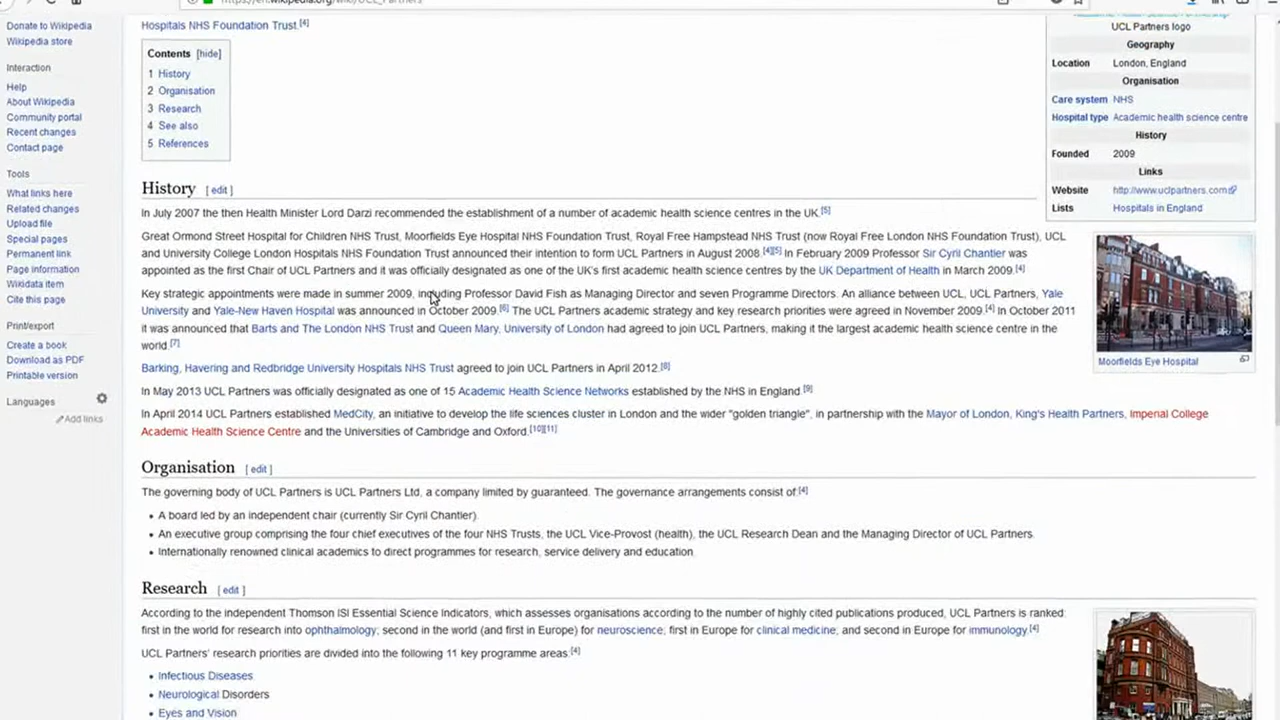 Donate to Wikipedia
Wikipedia store
Interaction
Help
About Wikipedia
Community portal
Recent changes
Contact page
Tools
What links here
Related changes
Upload file
Special pages
Permanent link
Page information
Wikidata item
Cite this page
Print/export
Create a book
Download as PDF
Printable version
Languages
Add links
Hospitals NHS Foundation Trust.[4]
Contents [hide]
1 History
2 Organisation
3 Research
4 See also
5 References
History [ edit ]
In July 2007 the then Health Minister Lord Darzi recommended the establishment of a number of academic health science centres in the UK.[5]
Great Ormond Street Hospital for Children NHS Trust, Moorfields Eye Hospital NHS Foundation Trust, Royal Free Hampstead NHS Trust (now Royal Free London NHS Foundation Trust), UCL
and University College London Hospitals NHS Foundation Trust announced their intention to form UCL Partners in August 2008.[4][5] In February 2009 Professor Sir Cyril Chantler was
appointed as the first Chair of UCL Partners and it was officially designated as one of the UK's first academic health science centres by the UK Department of Health in March 2009.[4]
Key strategic appointments were made in summer 2009, including Professor David Fish as Managing Director and seven Programme Directors. An alliance between UCL, UCL Partners, Yale
University and Yale-New Haven Hospital was announced in October 2009.[6] The UCL Partners academic strategy and key research priorities were agreed in November 2009.[4] In October 2011
it was announced that Barts and The London NHS Trust and Queen Mary, University of London had agreed to join UCL Partners, making it the largest academic health science centre in the
world.[7]
Barking, Havering and Redbridge University Hospitals NHS Trust agreed to join UCL Partners in April 2012.[8]
In May 2013 UCL Partners was officially designated as one of 15 Academic Health Science Networks established by the NHS in England.[9]
In April 2014 UCL Partners established MedCity, an initiative to develop the life sciences cluster in London and the wider "golden triangle", in partnership with the Mayor of London, King's Health Partners, Imperial College
Academic Health Science Centre and the Universities of Cambridge and Oxford.[10][11]
Organisation [ edit ]
The governing body of UCL Partners is UCL Partners Ltd, a company limited by guaranteed. The governance arrangements consist of:[4]
• A board led by an independent chair (currently Sir Cyril Chantler).
• An executive group comprising the four chief executives of the four NHS Trusts, the UCL Vice-Provost (health), the UCL Research Dean and the Managing Director of UCL Partners.
• Internationally renowned clinical academics to direct programmes for research, service delivery and education.
Research [ edit ]
According to the independent Thomson ISI Essential Science Indicators, which assesses organisations according to the number of highly cited publications produced, UCL Partners is ranked:
first in the world for research into ophthalmology; second in the world (and first in Europe) for neuroscience; first in Europe for clinical medicine; and second in Europe for immunology.[4]
UCL Partners' research priorities are divided into the following 11 key programme areas:[4]
• Infectious Diseases
• Neurological Disorders
• Eyes and Vision
UCL Partners logo
Geography
Location London, England
Organisation
Care system NHS
Hospital type Academic health science centre
History
Founded 2009
Links
Website http://www.uclpartners.com
Lists Hospitals in England
Moorfields Eye Hospital